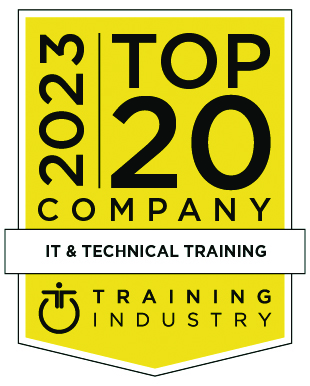 2023
TOP
20
COMPANY
IT & TECHNICAL TRAINING
TRAINING
INDUSTRY